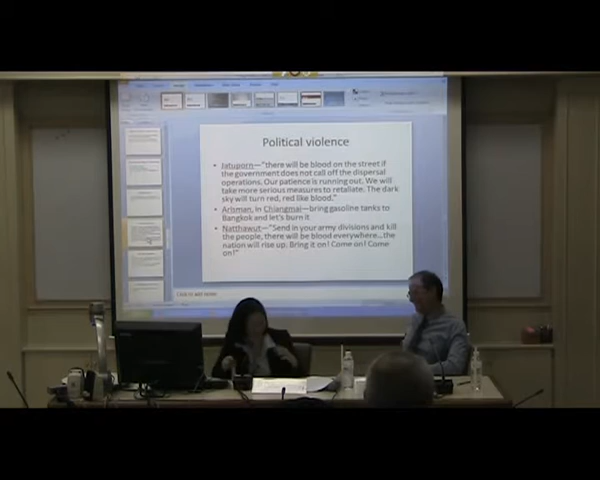 Political violence
• Jatuporn—"there will be blood on the street if
the government does not call off the dispersal
operations. Our patience is running out. We will
take more serious measures to retaliate. The dark
sky will turn red, red like blood."
• Arisman, in Chiangmai—bring gasoline tanks to
Bangkok and let's burn it
• Natthawut—"Send in your army divisions and kill
the people, there will be blood everywhere...the
nation will rise up. Bring it on! Come on! Come
on!"
Click to add notes